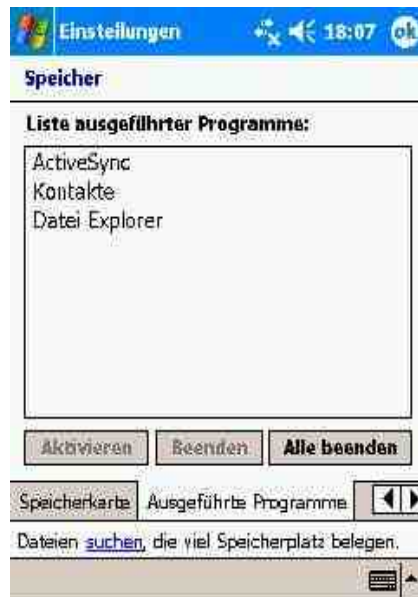 Einstellungen 18:07 ok
Speicher
Liste ausgeführter Programme:
ActiveSync
Kontakte
Datei Explorer
Aktivieren Beenden Alle beenden
Speicherkarte Ausgeführte Programme
Dateien suchen, die viel Speicherplatz belegen.